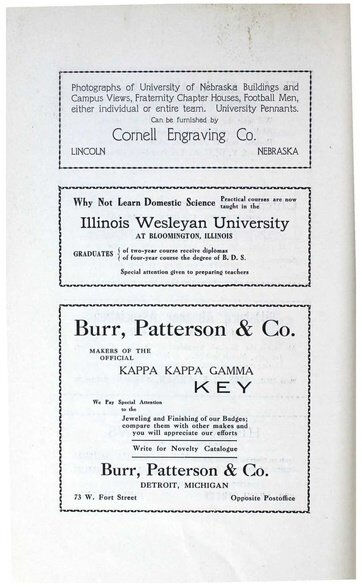 Photographs of University of Nebraska Buildings and
Campus Views, Fraternity Chapter Houses, Football Men,
either individual or entire team. University Pennants.
Can be furnished by
Cornell Engraving Co.
LINCOLN NEBRASKA
Why Not Learn Domestic Science Practical courses are now taught in the
Illinois Wesleyan University
AT BLOOMINGTON, ILLINOIS
GRADUATES { of two-year course receive diplomas
{ of four-year course the degree of B. D. S.
Special attention given to preparing teachers
Burr, Patterson & Co.
MAKERS OF THE
OFFICIAL
KAPPA KAPPA GAMMA
KEY
We Pay Special Attention
to the
Jeweling and Finishing of our Badges;
compare them with other makes and
you will appreciate our efforts
Write for Novelty Catalogue
Burr, Patterson & Co.
DETROIT, MICHIGAN
73 W. Fort Street Opposite Postoffice